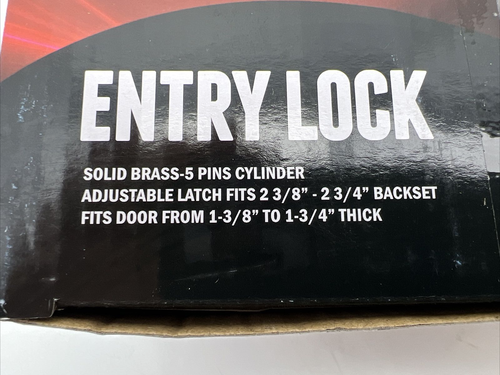 ENTRY LOCK
SOLID BRASS-5 PINS CYLINDER
ADJUSTABLE LATCH FITS 2 3/8” - 2 3/4” BACKSET
FITS DOOR FROM 1-3/8” TO 1-3/4” THICK